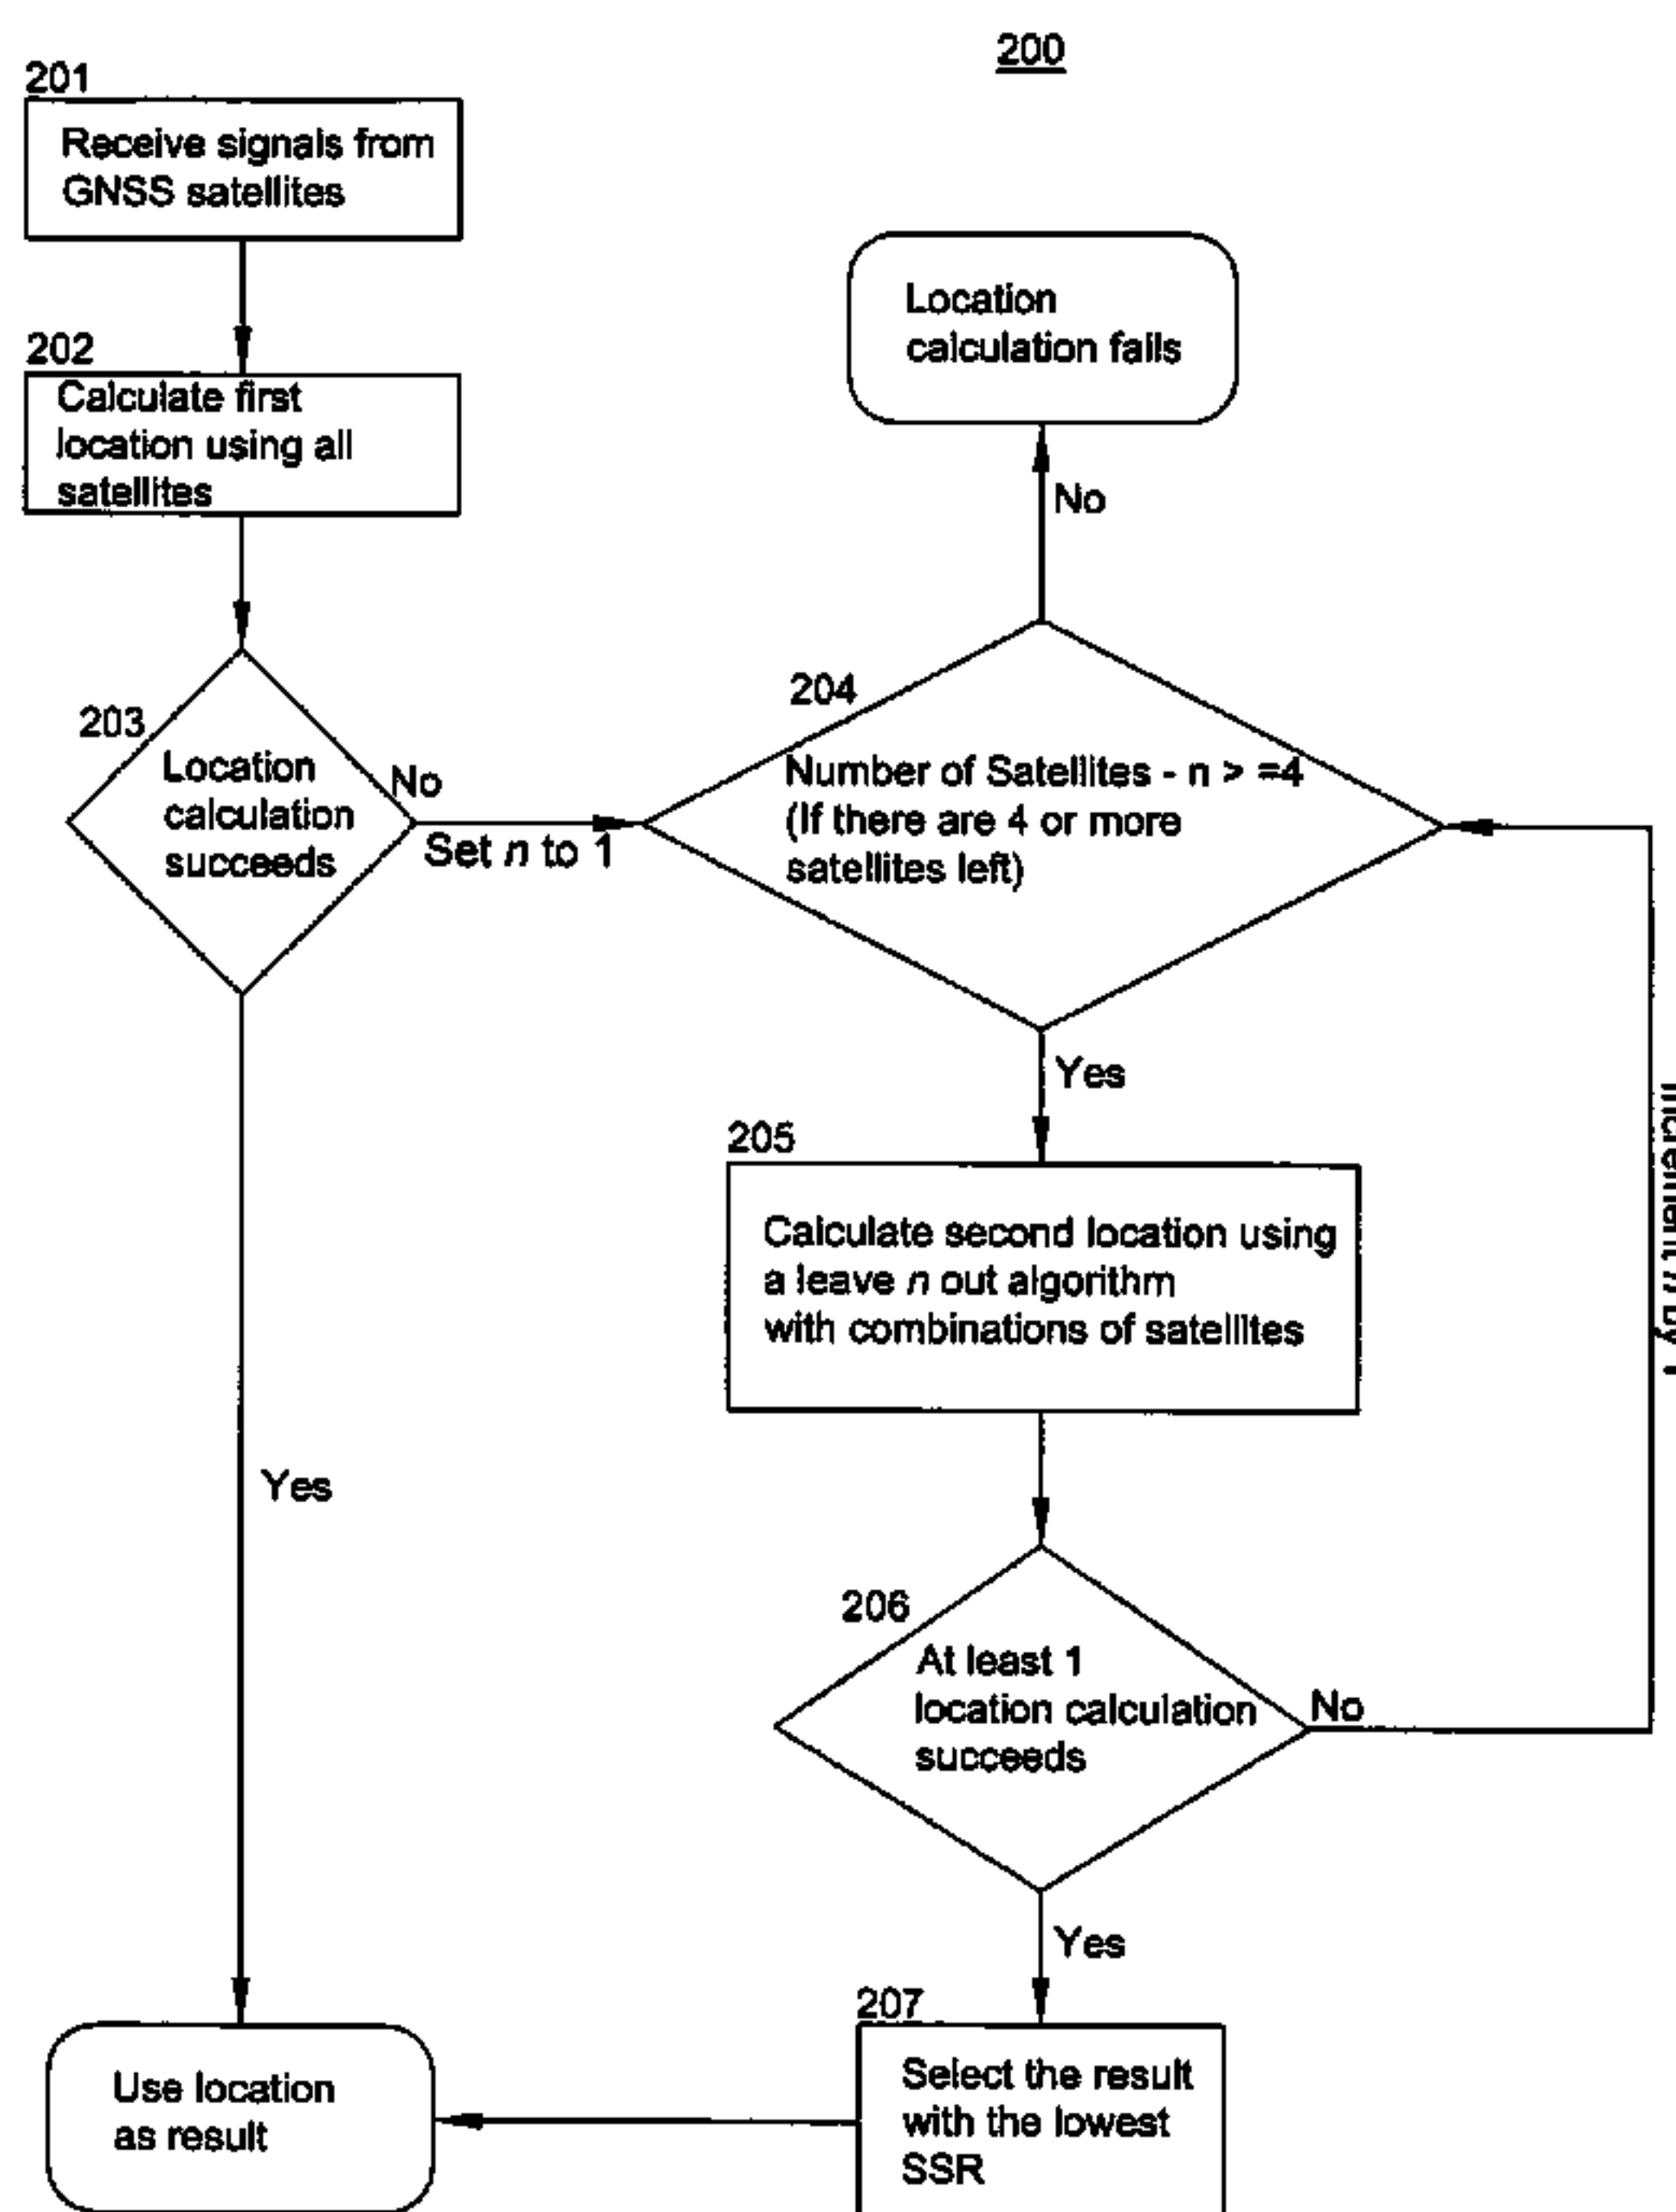 200
201
Receive signals from
GNSS satellites
202
Calculate first
location using all
satellites
203
Location
calculation
succeeds
No
Set n to 1
Yes
Location
calculation fails
No
204
Number of Satellites - n > =4
(If there are 4 or more
satellites left)
Yes
205
Calculate second location using
a leave n out algorithm
with combinations of satellites
206
At least 1
location calculation
succeeds
No
Increment n by 1
Yes
207
Select the result
with the lowest
SSR
Use location
as result